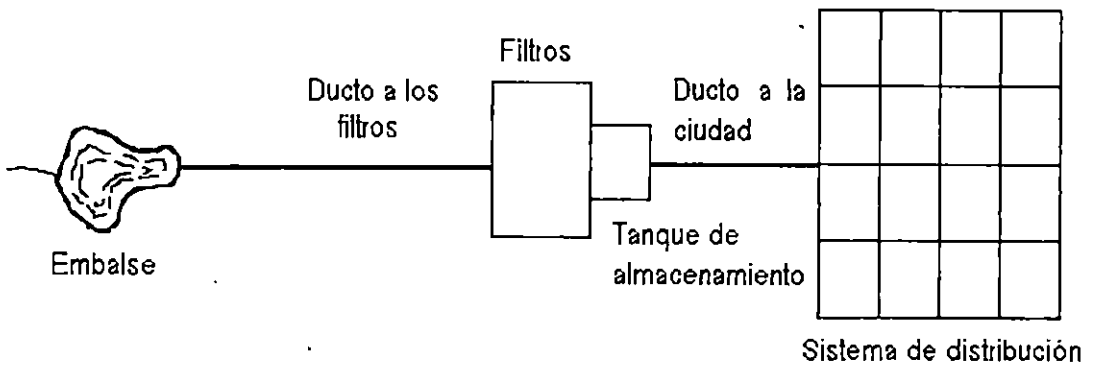 Filtros
Ducto a los
filtros
Ducto a la
ciudad
Embalse
Tanque de
almacenamiento
Sistema de distribución